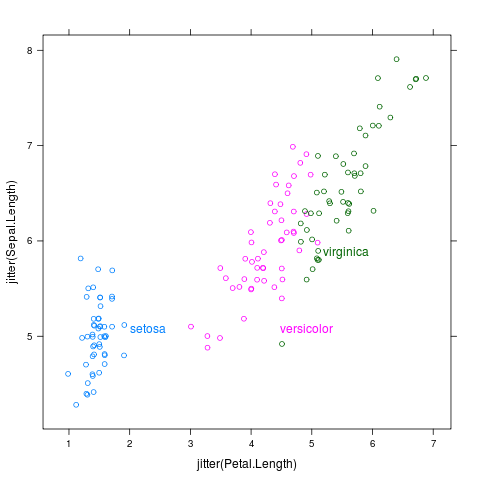 8
7
6
5
jitter(Sepal.Length)
virginica
setosa
versicolor
1 2 3 4 5 6 7
jitter(Petal.Length)